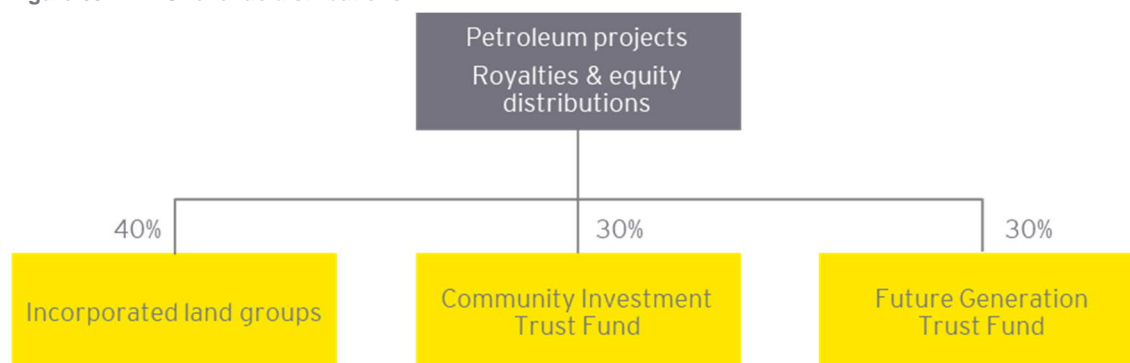 Petroleum projects
Royalties & equity
distributions
40%
30%
30%
Incorporated land groups
Community Investment
Trust Fund
Future Generation
Trust Fund